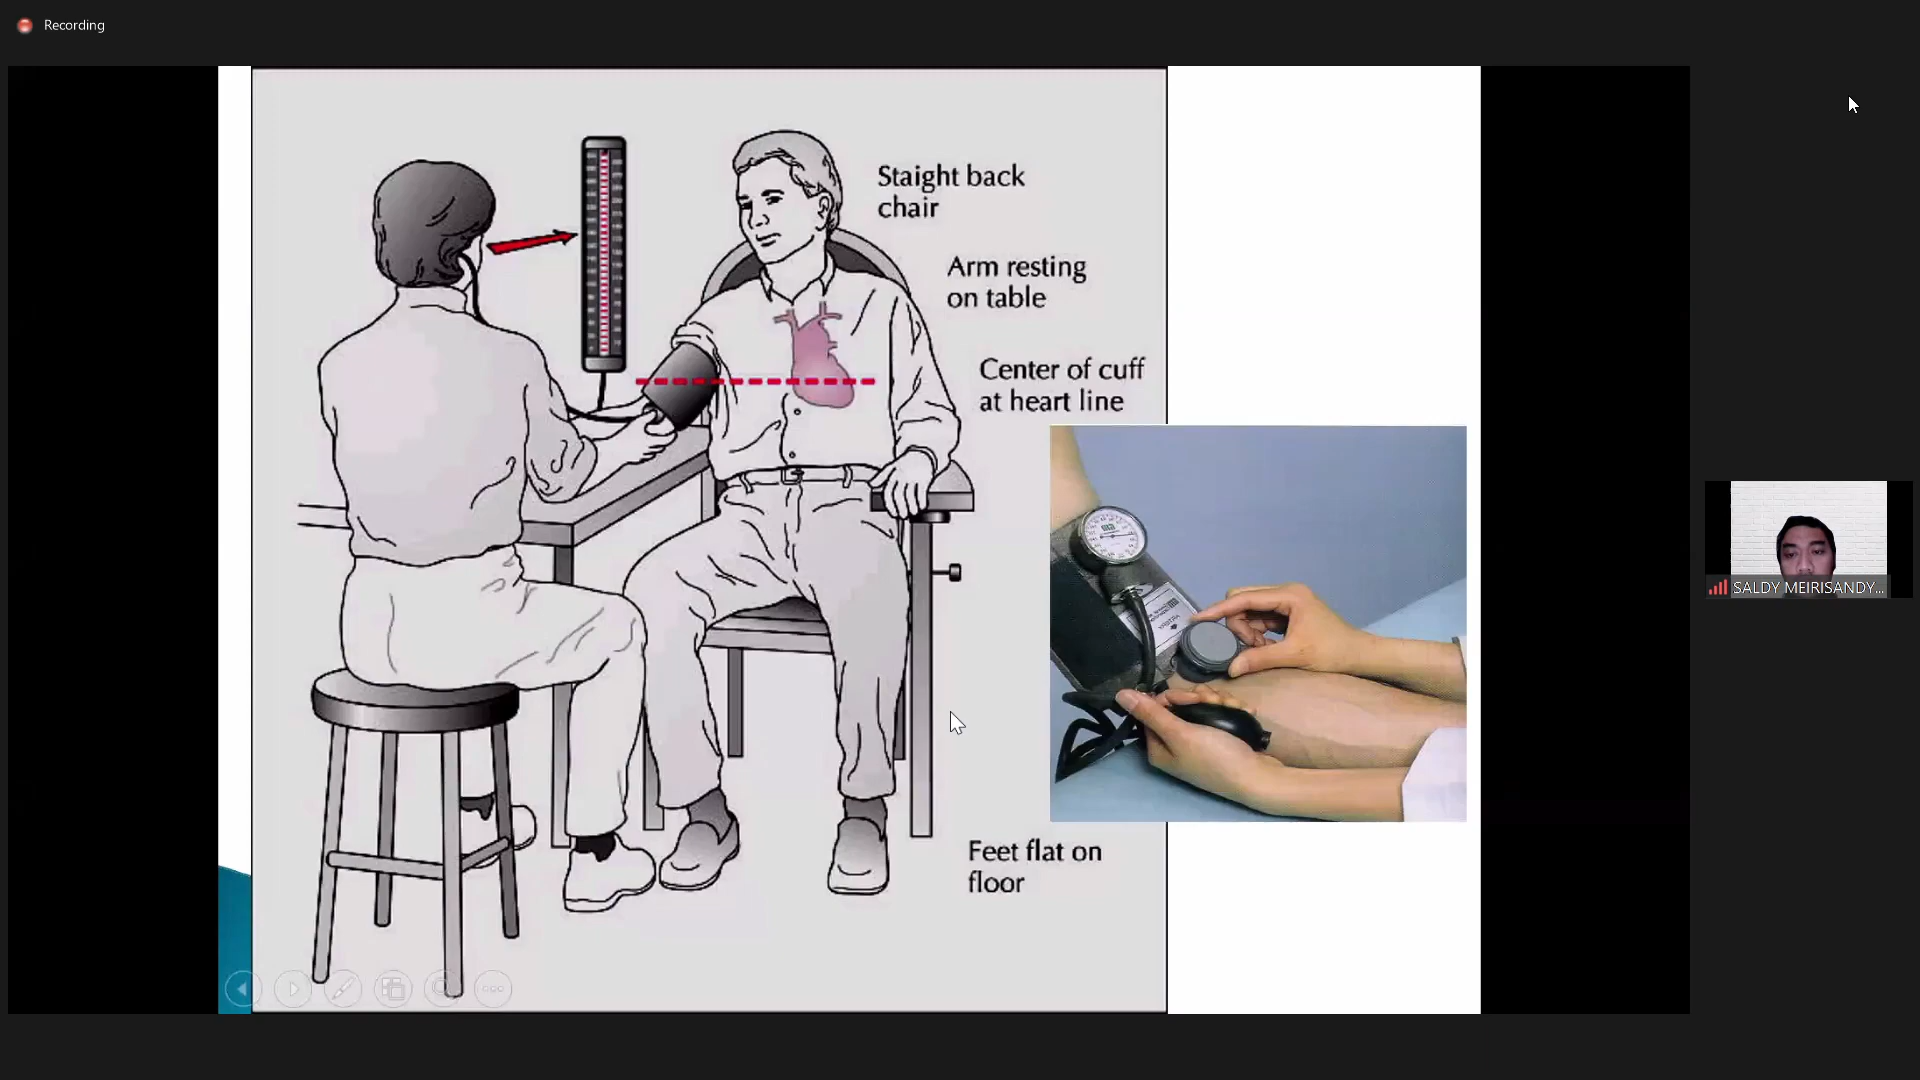 Recording
Staight back
chair
Arm resting
on table
Center of cuff
at heart line
Feet flat on
floor
SALDY MEIRISANDY...